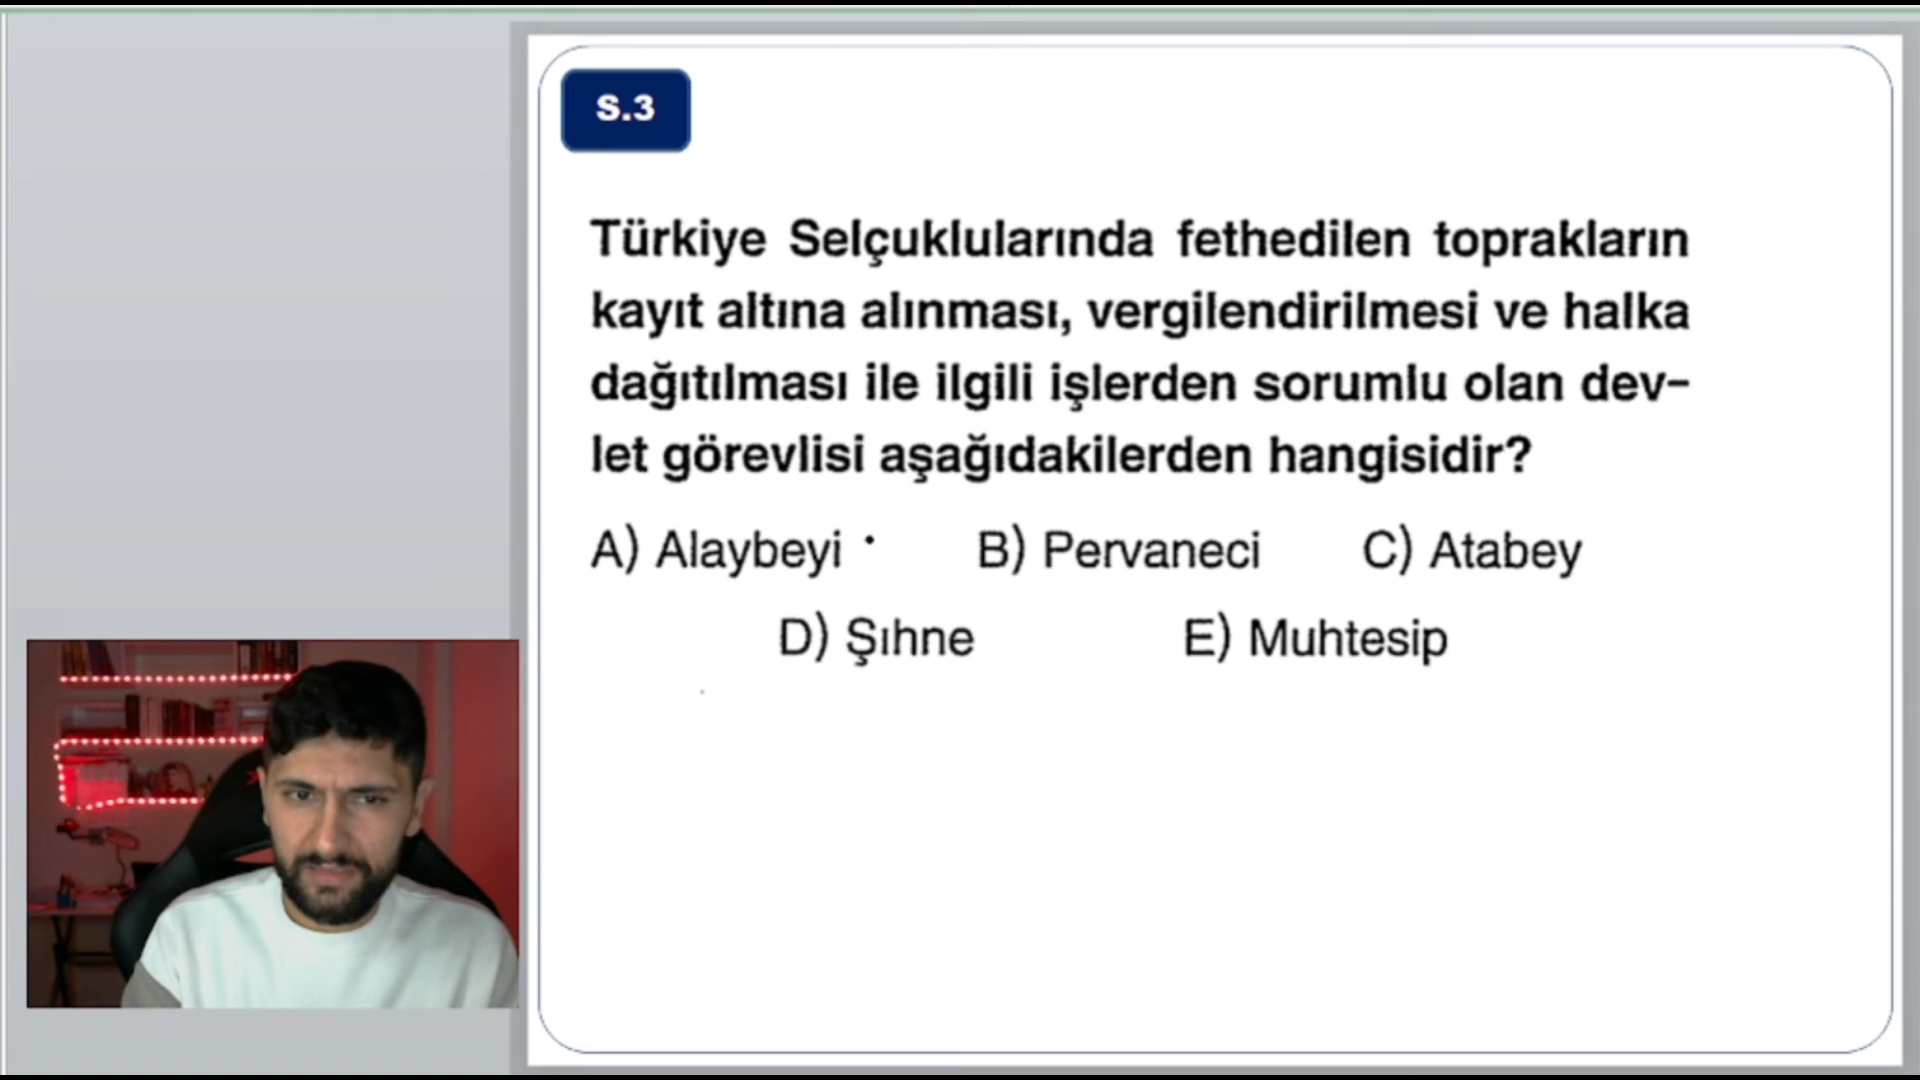 S.3
Türkiye Selçuklularında fethedilen toprakların
kayıt altına alınması, vergilendirilmesi ve halka
dağıtılması ile ilgili işlerden sorumlu olan dev-
let görevlisi aşağıdakilerden hangisidir?
A) Alaybeyi B) Pervaneci C) Atabey
D) Şıhne E) Muhtesip